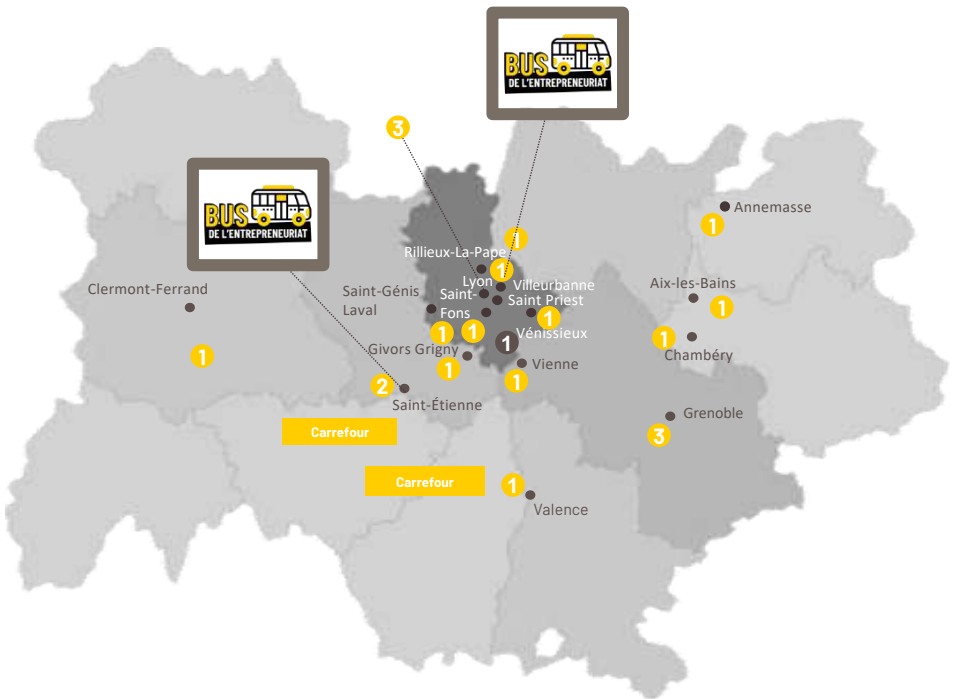 BUS
DE L'ENTREPRENEURIAT
3
BUS
DE L'ENTREPRENEURIAT
Annemasse
1
1
Rillieux-La-Pape
1
Clermont-Ferrand
1
Saint-Génis
Laval
1
Lyon
Villeurbanne
Saint-
Fons
1
Saint Priest
1
Vénissieux
1
Aix-les-Bains
1
1
Chambéry
Givors Grigny
1
Vienne
1
2
Saint-Étienne
Grenoble
3
Carrefour
Carrefour
1
Valence